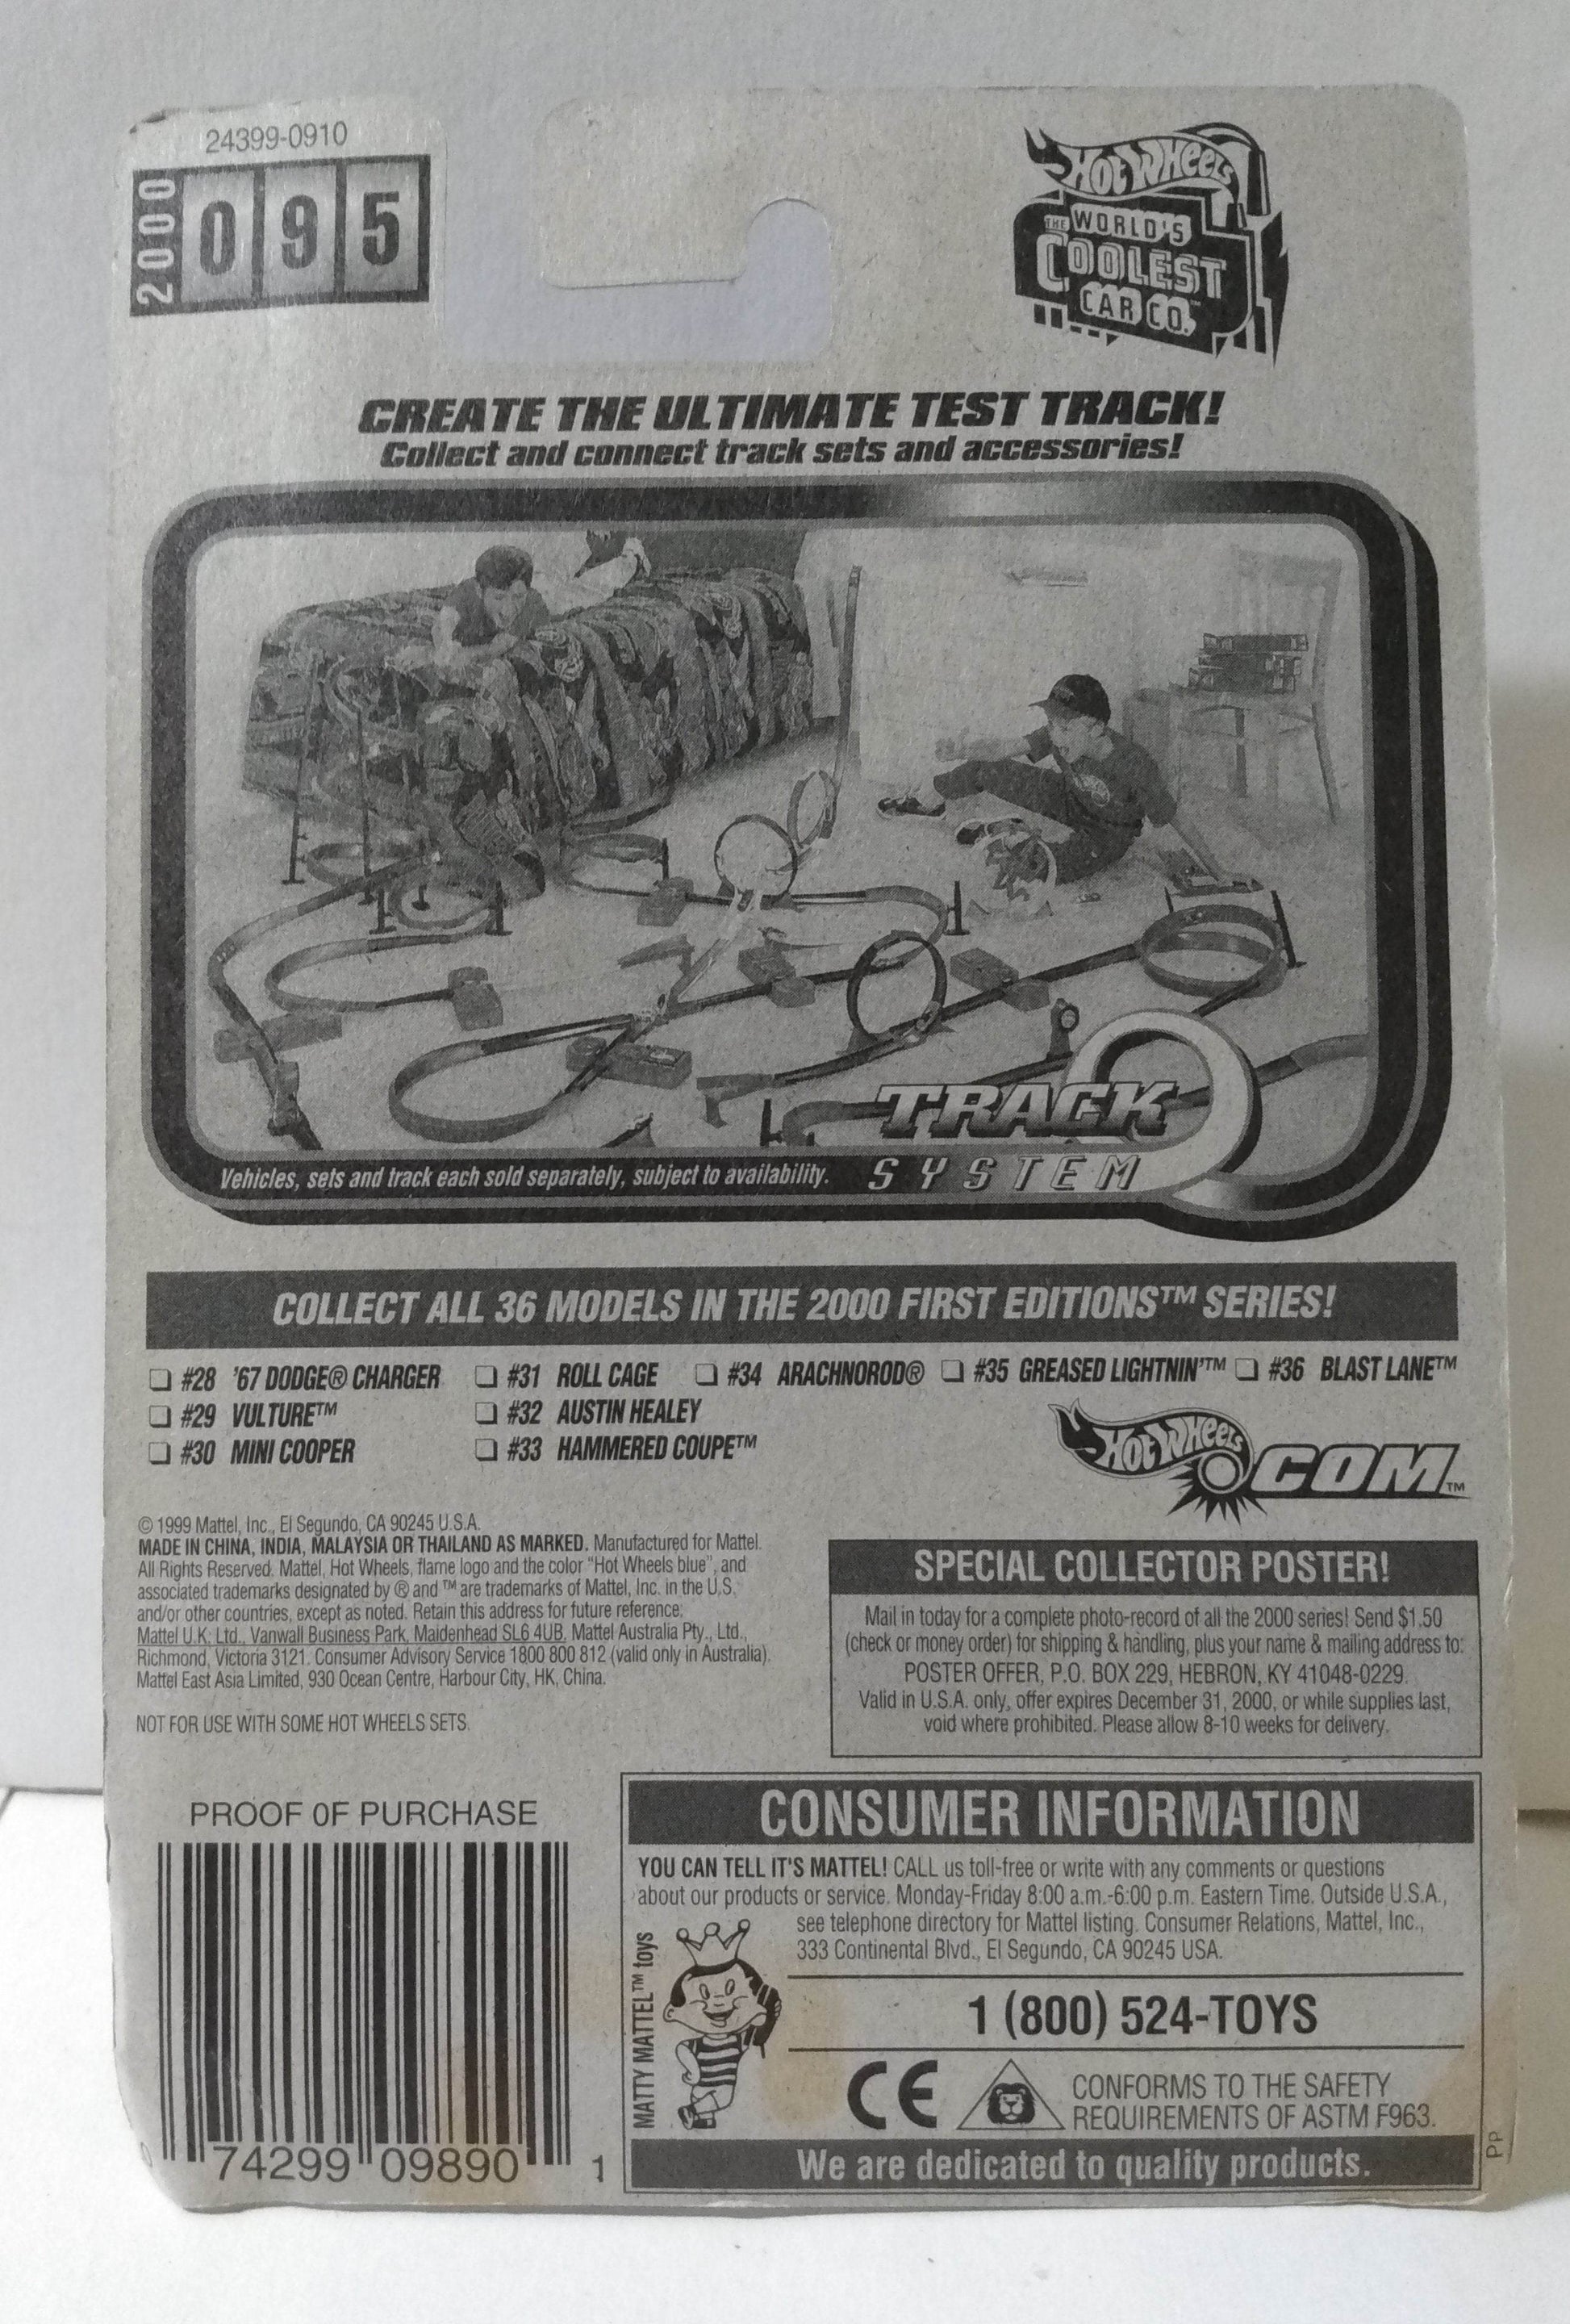 24399-0910
2000
095
HOT WHEELS
THE WORLD'S
COOLEST
CAR CO.™
CREATE THE ULTIMATE TEST TRACK!
Collect and connect track sets and accessories!
TRACK
SYSTEM
Vehicles, sets and track each sold separately, subject to availability.
COLLECT ALL 36 MODELS IN THE 2000 FIRST EDITIONS™ SERIES!
❏ #28 '67 DODGE® CHARGER ❏ #31 ROLL CAGE ❏ #34 ARACHNOROD® ❏ #35 GREASED LIGHTNIN'™ ❏ #36 BLAST LANE™
❏ #29 VULTURE™ ❏ #32 AUSTIN HEALEY
❏ #30 MINI COOPER ❏ #33 HAMMERED COUPE™
HOT WHEELS .COM™
© 1999 Mattel, Inc., El Segundo, CA 90245 U.S.A.
MADE IN CHINA, INDIA, MALAYSIA OR THAILAND AS MARKED. Manufactured for Mattel.
All Rights Reserved. Mattel, Hot Wheels, flame logo and the color "Hot Wheels blue", and
associated trademarks designated by ® and ™ are trademarks of Mattel, Inc. in the U.S.
and/or other countries, except as noted. Retain this address for future reference:
Mattel U.K. Ltd., Vanwall Business Park, Maidenhead SL6 4UB. Mattel Australia Pty., Ltd.,
Richmond, Victoria 3121. Consumer Advisory Service 1800 800 812 (valid only in Australia).
Mattel East Asia Limited, 930 Ocean Centre, Harbour City, HK, China.
NOT FOR USE WITH SOME HOT WHEELS SETS.
SPECIAL COLLECTOR POSTER!
Mail in today for a complete photo-record of all the 2000 series! Send $1.50
(check or money order) for shipping & handling, plus your name & mailing address to:
POSTER OFFER, P.O. BOX 229, HEBRON, KY 41048-0229.
Valid in U.S.A. only, offer expires December 31, 2000, or while supplies last,
void where prohibited. Please allow 8-10 weeks for delivery.
PROOF OF PURCHASE
0 74299 09890 1
CONSUMER INFORMATION
YOU CAN TELL IT'S MATTEL! CALL us toll-free or write with any comments or questions
about our products or service. Monday-Friday 8:00 a.m.-6:00 p.m. Eastern Time. Outside U.S.A.,
see telephone directory for Mattel listing. Consumer Relations, Mattel, Inc.,
333 Continental Blvd., El Segundo, CA 90245 USA.
MATTY MATTEL™ toys
1 (800) 524-TOYS
CE
CONFORMS TO THE SAFETY
REQUIREMENTS OF ASTM F963.
We are dedicated to quality products.
PP